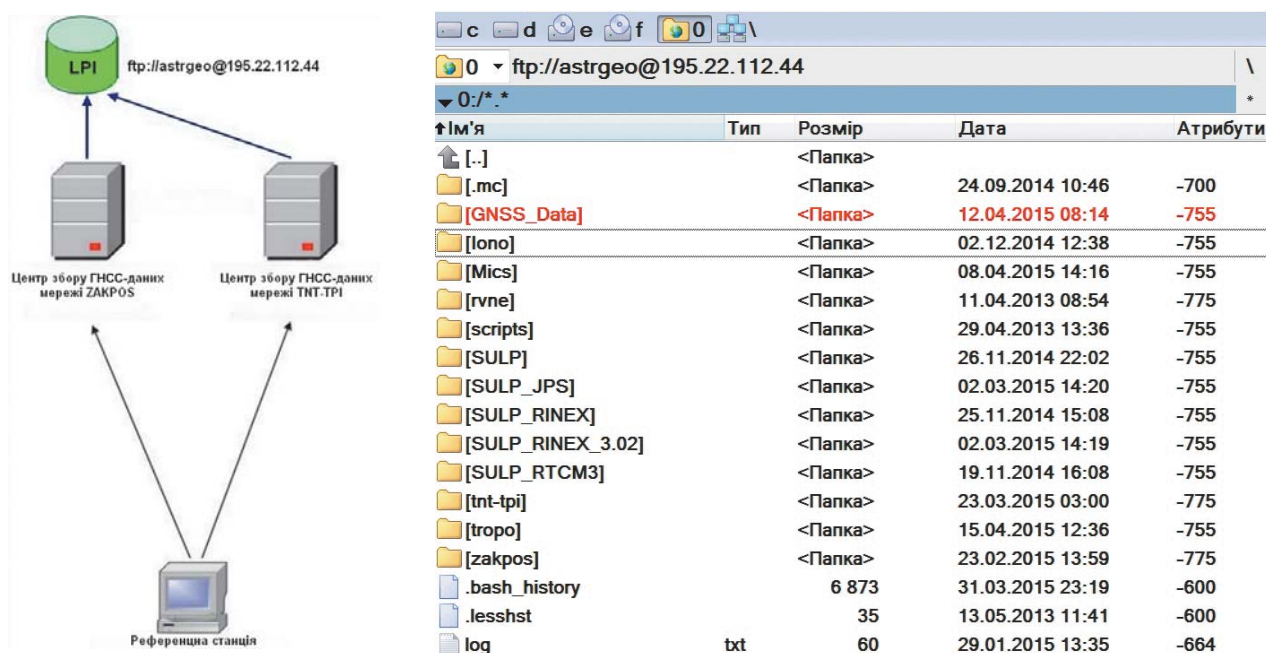 LPI
ftp://astrgeo@195.22.112.44
Центр збору ГНСС-даних
мережі ZAKPOS
Центр збору ГНСС-даних
мережі TNT-TPI
Референцна станція
c d e f 0 \
0 ftp://astrgeo@195.22.112.44 \
0:/*.* *
Ім'я Тип Розмір Дата Атрибути
[..] <Папка>
[.mc] <Папка> 24.09.2014 10:46 -700
[GNSS_Data] <Папка> 12.04.2015 08:14 -755
[Iono] <Папка> 02.12.2014 12:38 -755
[Mics] <Папка> 08.04.2015 14:16 -755
[rvne] <Папка> 11.04.2013 08:54 -775
[scripts] <Папка> 29.04.2013 13:36 -755
[SULP] <Папка> 26.11.2014 22:02 -755
[SULP_JPS] <Папка> 02.03.2015 14:20 -755
[SULP_RINEX] <Папка> 25.11.2014 15:08 -755
[SULP_RINEX_3.02] <Папка> 02.03.2015 14:19 -755
[SULP_RTCM3] <Папка> 19.11.2014 16:08 -755
[tnt-tpi] <Папка> 23.03.2015 03:00 -775
[tropo] <Папка> 15.04.2015 12:36 -755
[zakpos] <Папка> 23.02.2015 13:59 -775
.bash_history 6 873 31.03.2015 23:19 -600
.lesshst 35 13.05.2013 11:41 -600
log txt 60 29.01.2015 13:35 -664